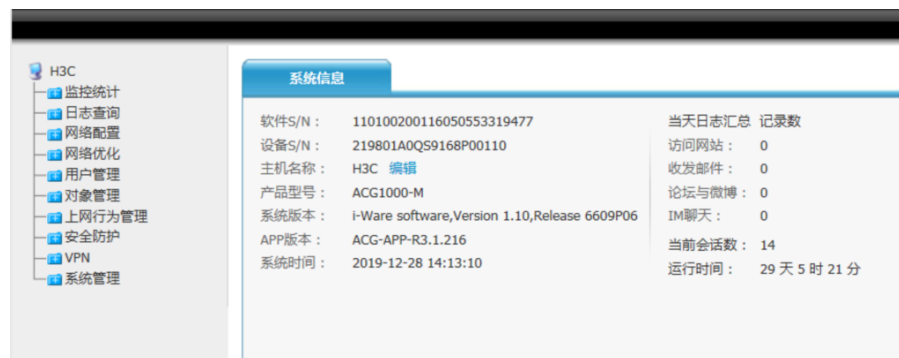 H3C
监控统计
日志查询
网络配置
网络优化
用户管理
对象管理
上网行为管理
安全防护
VPN
系统管理
系统信息
软件S/N： 110100200116050553319477
设备S/N： 219801A0QS9168P00110
主机名称： H3C 编辑
产品型号： ACG1000-M
系统版本： i-Ware software,Version 1.10,Release 6609P06
APP版本： ACG-APP-R3.1.216
系统时间： 2019-12-28 14:13:10
当天日志汇总 记录数
访问网站： 0
收发邮件： 0
论坛与微博： 0
IM聊天： 0
当前会话数： 14
运行时间： 29 天 5 时 21 分